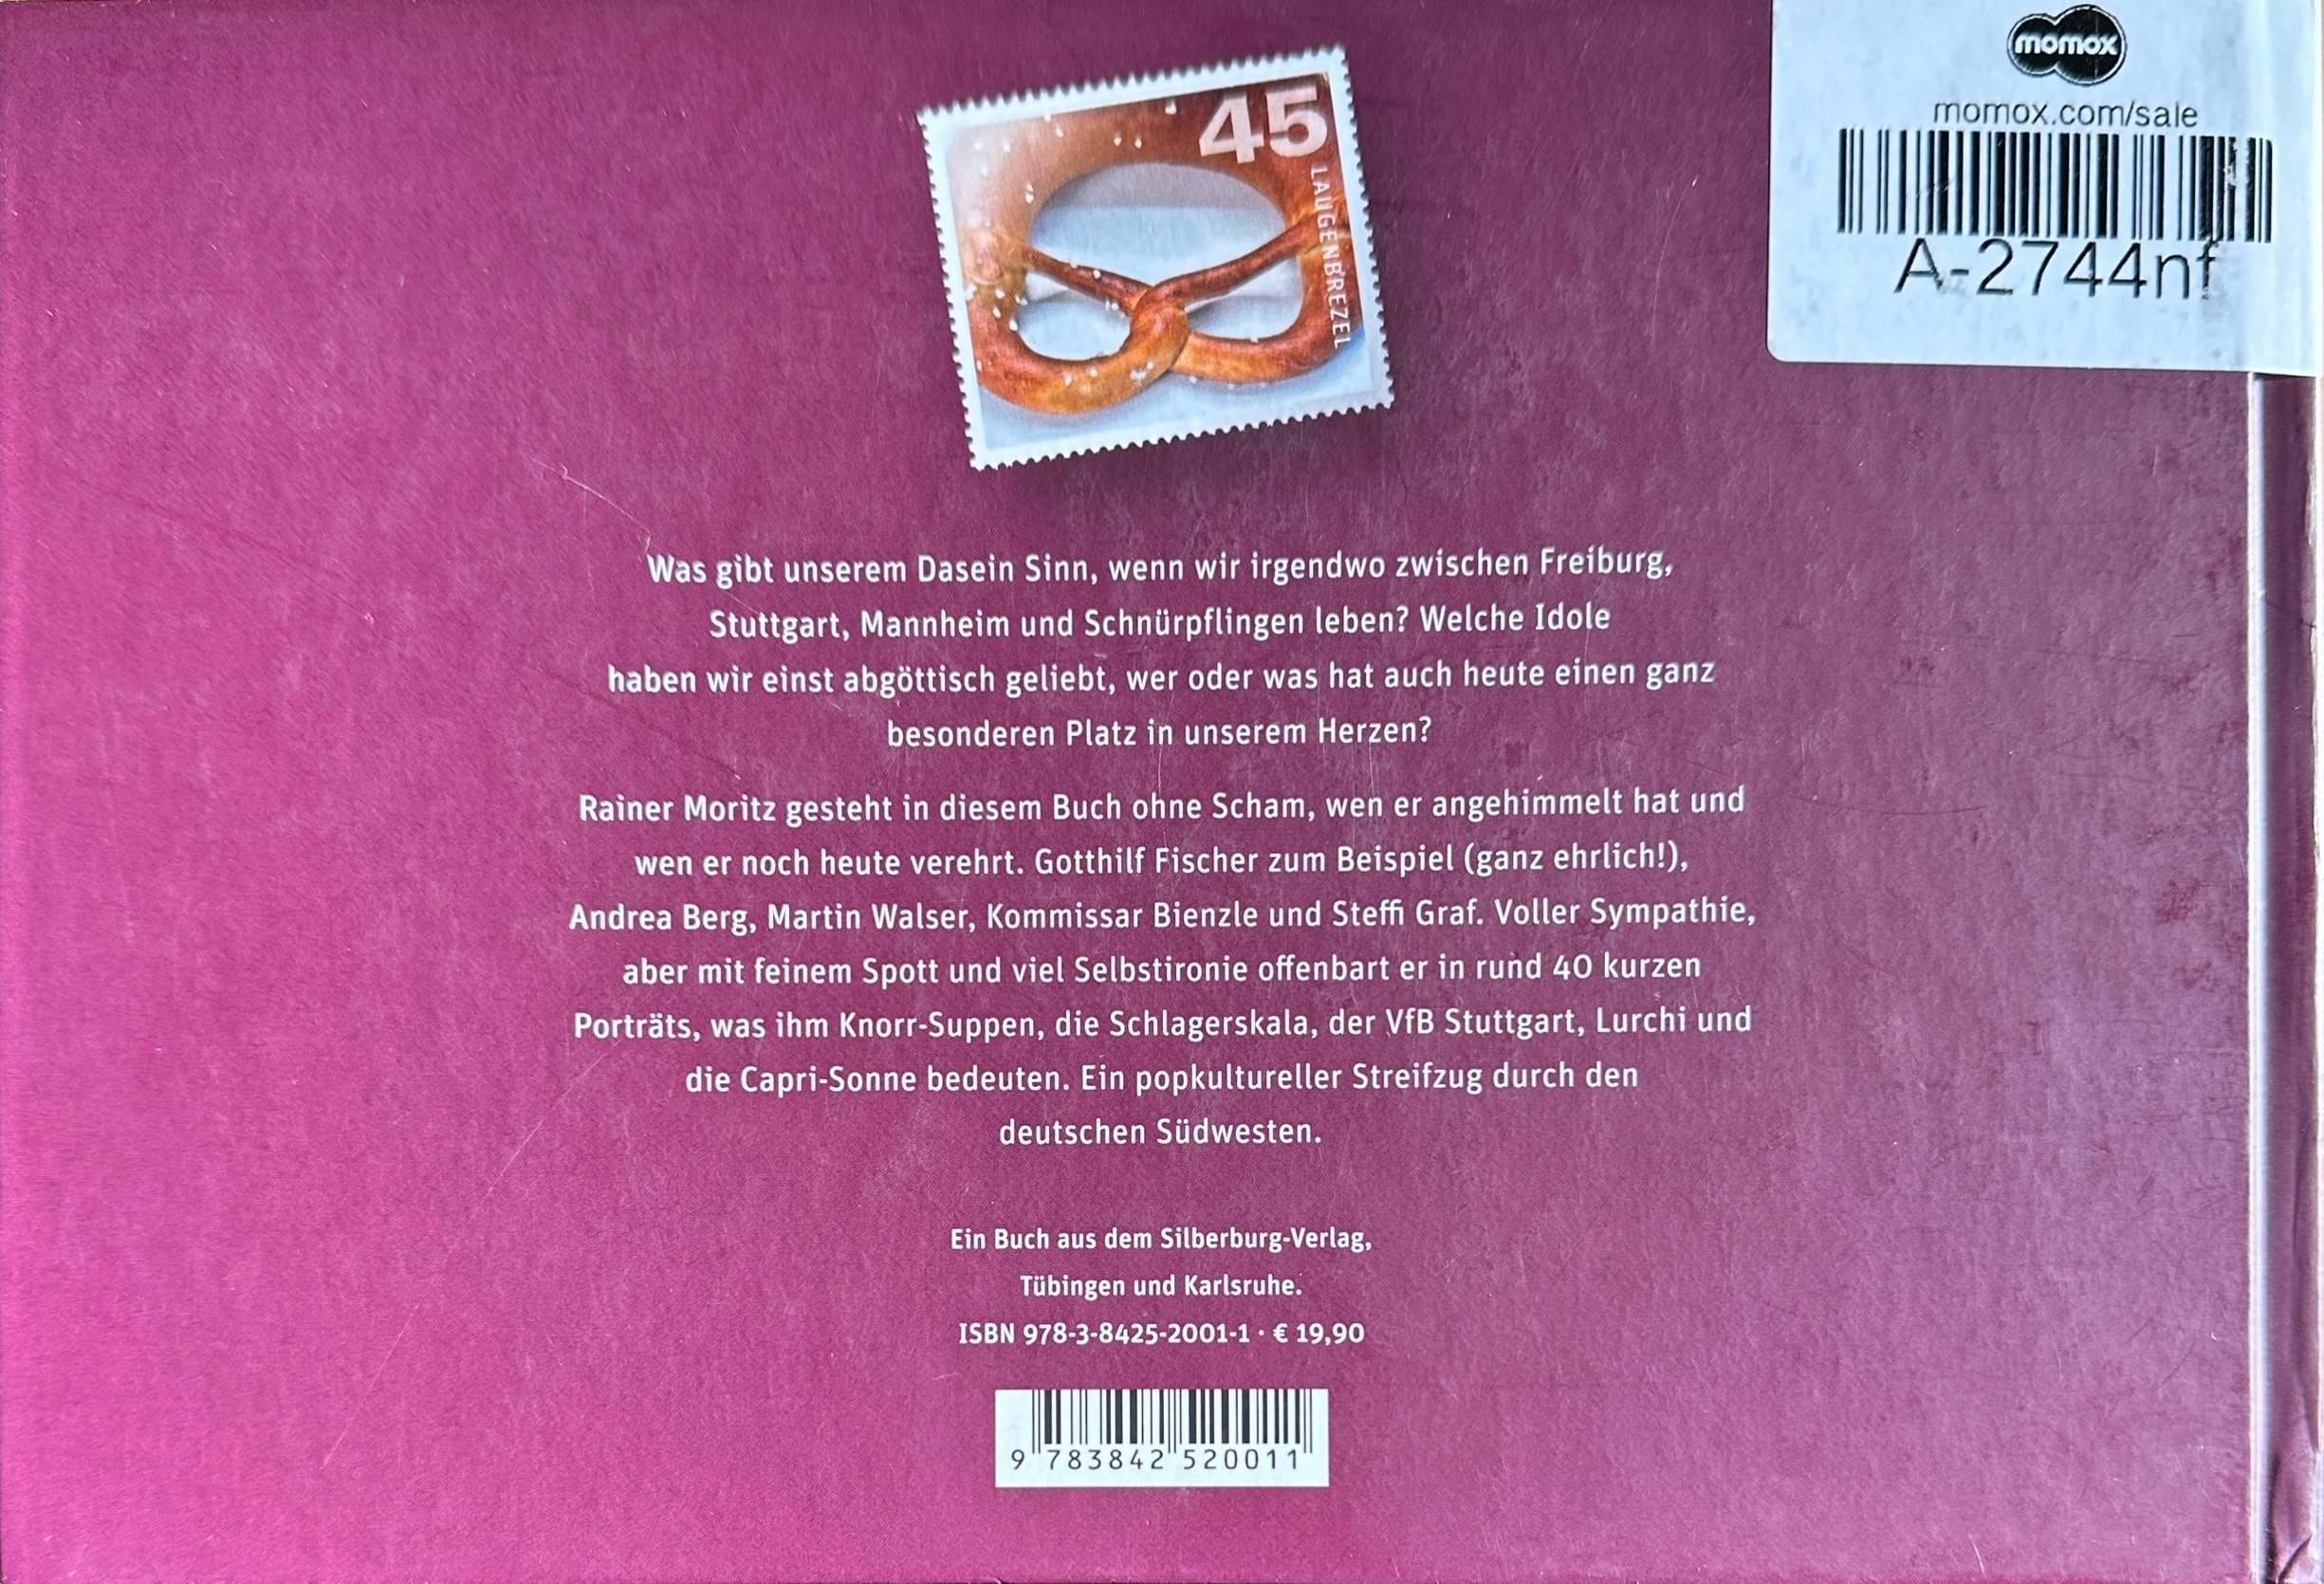 momox
momox.com/sale
A-2744nf
45
LAUGENBREZEL
Was gibt unserem Dasein Sinn, wenn wir irgendwo zwischen Freiburg,
Stuttgart, Mannheim und Schnürpflingen leben? Welche Idole
haben wir einst abgöttisch geliebt, wer oder was hat auch heute einen ganz
besonderen Platz in unserem Herzen?
Rainer Moritz gesteht in diesem Buch ohne Scham, wen er angehimmelt hat und
wen er noch heute verehrt. Gotthilf Fischer zum Beispiel (ganz ehrlich!),
Andrea Berg, Martin Walser, Kommissar Bienzle und Steffi Graf. Voller Sympathie,
aber mit feinem Spott und viel Selbstironie offenbart er in rund 40 kurzen
Porträts, was ihm Knorr-Suppen, die Schlagerskala, der VfB Stuttgart, Lurchi und
die Capri-Sonne bedeuten. Ein popkultureller Streifzug durch den
deutschen Südwesten.
Ein Buch aus dem Silberburg-Verlag,
Tübingen und Karlsruhe.
ISBN 978-3-8425-2001-1 · € 19,90
9 783842 520011